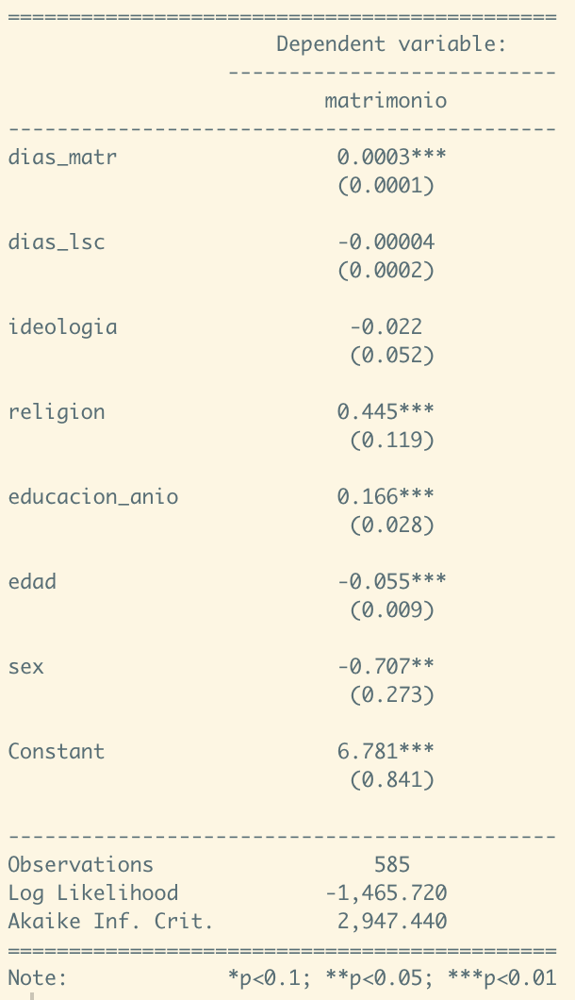 ==============================================
Dependent variable:
---------------------------
matrimonio
----------------------------------------------
dias_matr 0.0003***
(0.0001)
dias_lsc -0.00004
(0.0002)
ideologia -0.022
(0.052)
religion 0.445***
(0.119)
educacion_anio 0.166***
(0.028)
edad -0.055***
(0.009)
sex -0.707**
(0.273)
Constant 6.781***
(0.841)
----------------------------------------------
Observations 585
Log Likelihood -1,465.720
Akaike Inf. Crit. 2,947.440
==============================================
Note: *p<0.1; **p<0.05; ***p<0.01